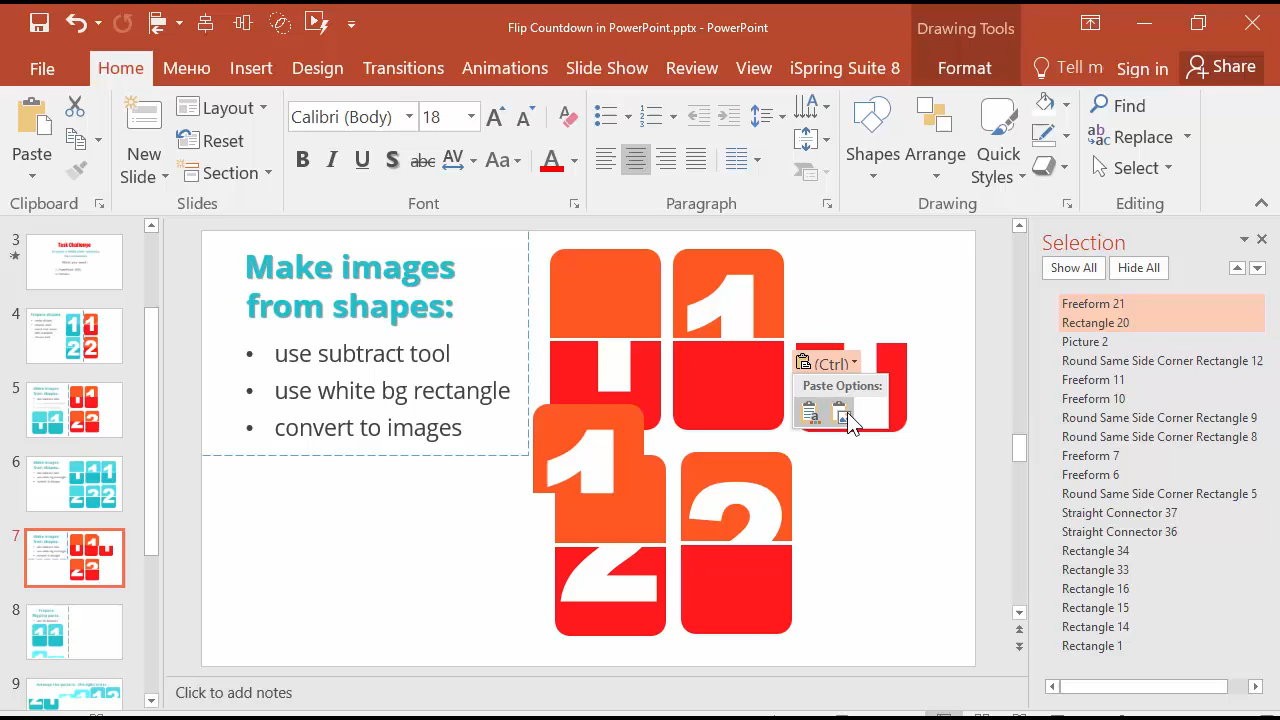 Flip Countdown in PowerPoint.pptx - PowerPoint
Drawing Tools
File
Home
Меню
Insert
Design
Transitions
Animations
Slide Show
Review
View
iSpring Suite 8
Format
Tell m
Sign in
Share
Paste
Clipboard
New
Slide
Layout
Reset
Section
Slides
Calibri (Body)
18
B
I
U
S
abc
AV
Aa
A
Font
Paragraph
Shapes
Arrange
Quick
Styles
Drawing
Find
Replace
Select
Editing
3
4
5
6
7
8
9
Make images
from shapes:
• use subtract tool
• use white bg rectangle
• convert to images
1
1
2
2
(Ctrl)
Paste Options:
Selection
Show All
Hide All
Freeform 21
Rectangle 20
Picture 2
Round Same Side Corner Rectangle 12
Freeform 11
Freeform 10
Round Same Side Corner Rectangle 9
Round Same Side Corner Rectangle 8
Freeform 7
Freeform 6
Round Same Side Corner Rectangle 5
Straight Connector 37
Straight Connector 36
Rectangle 34
Rectangle 33
Rectangle 16
Rectangle 15
Rectangle 14
Rectangle 1
Click to add notes